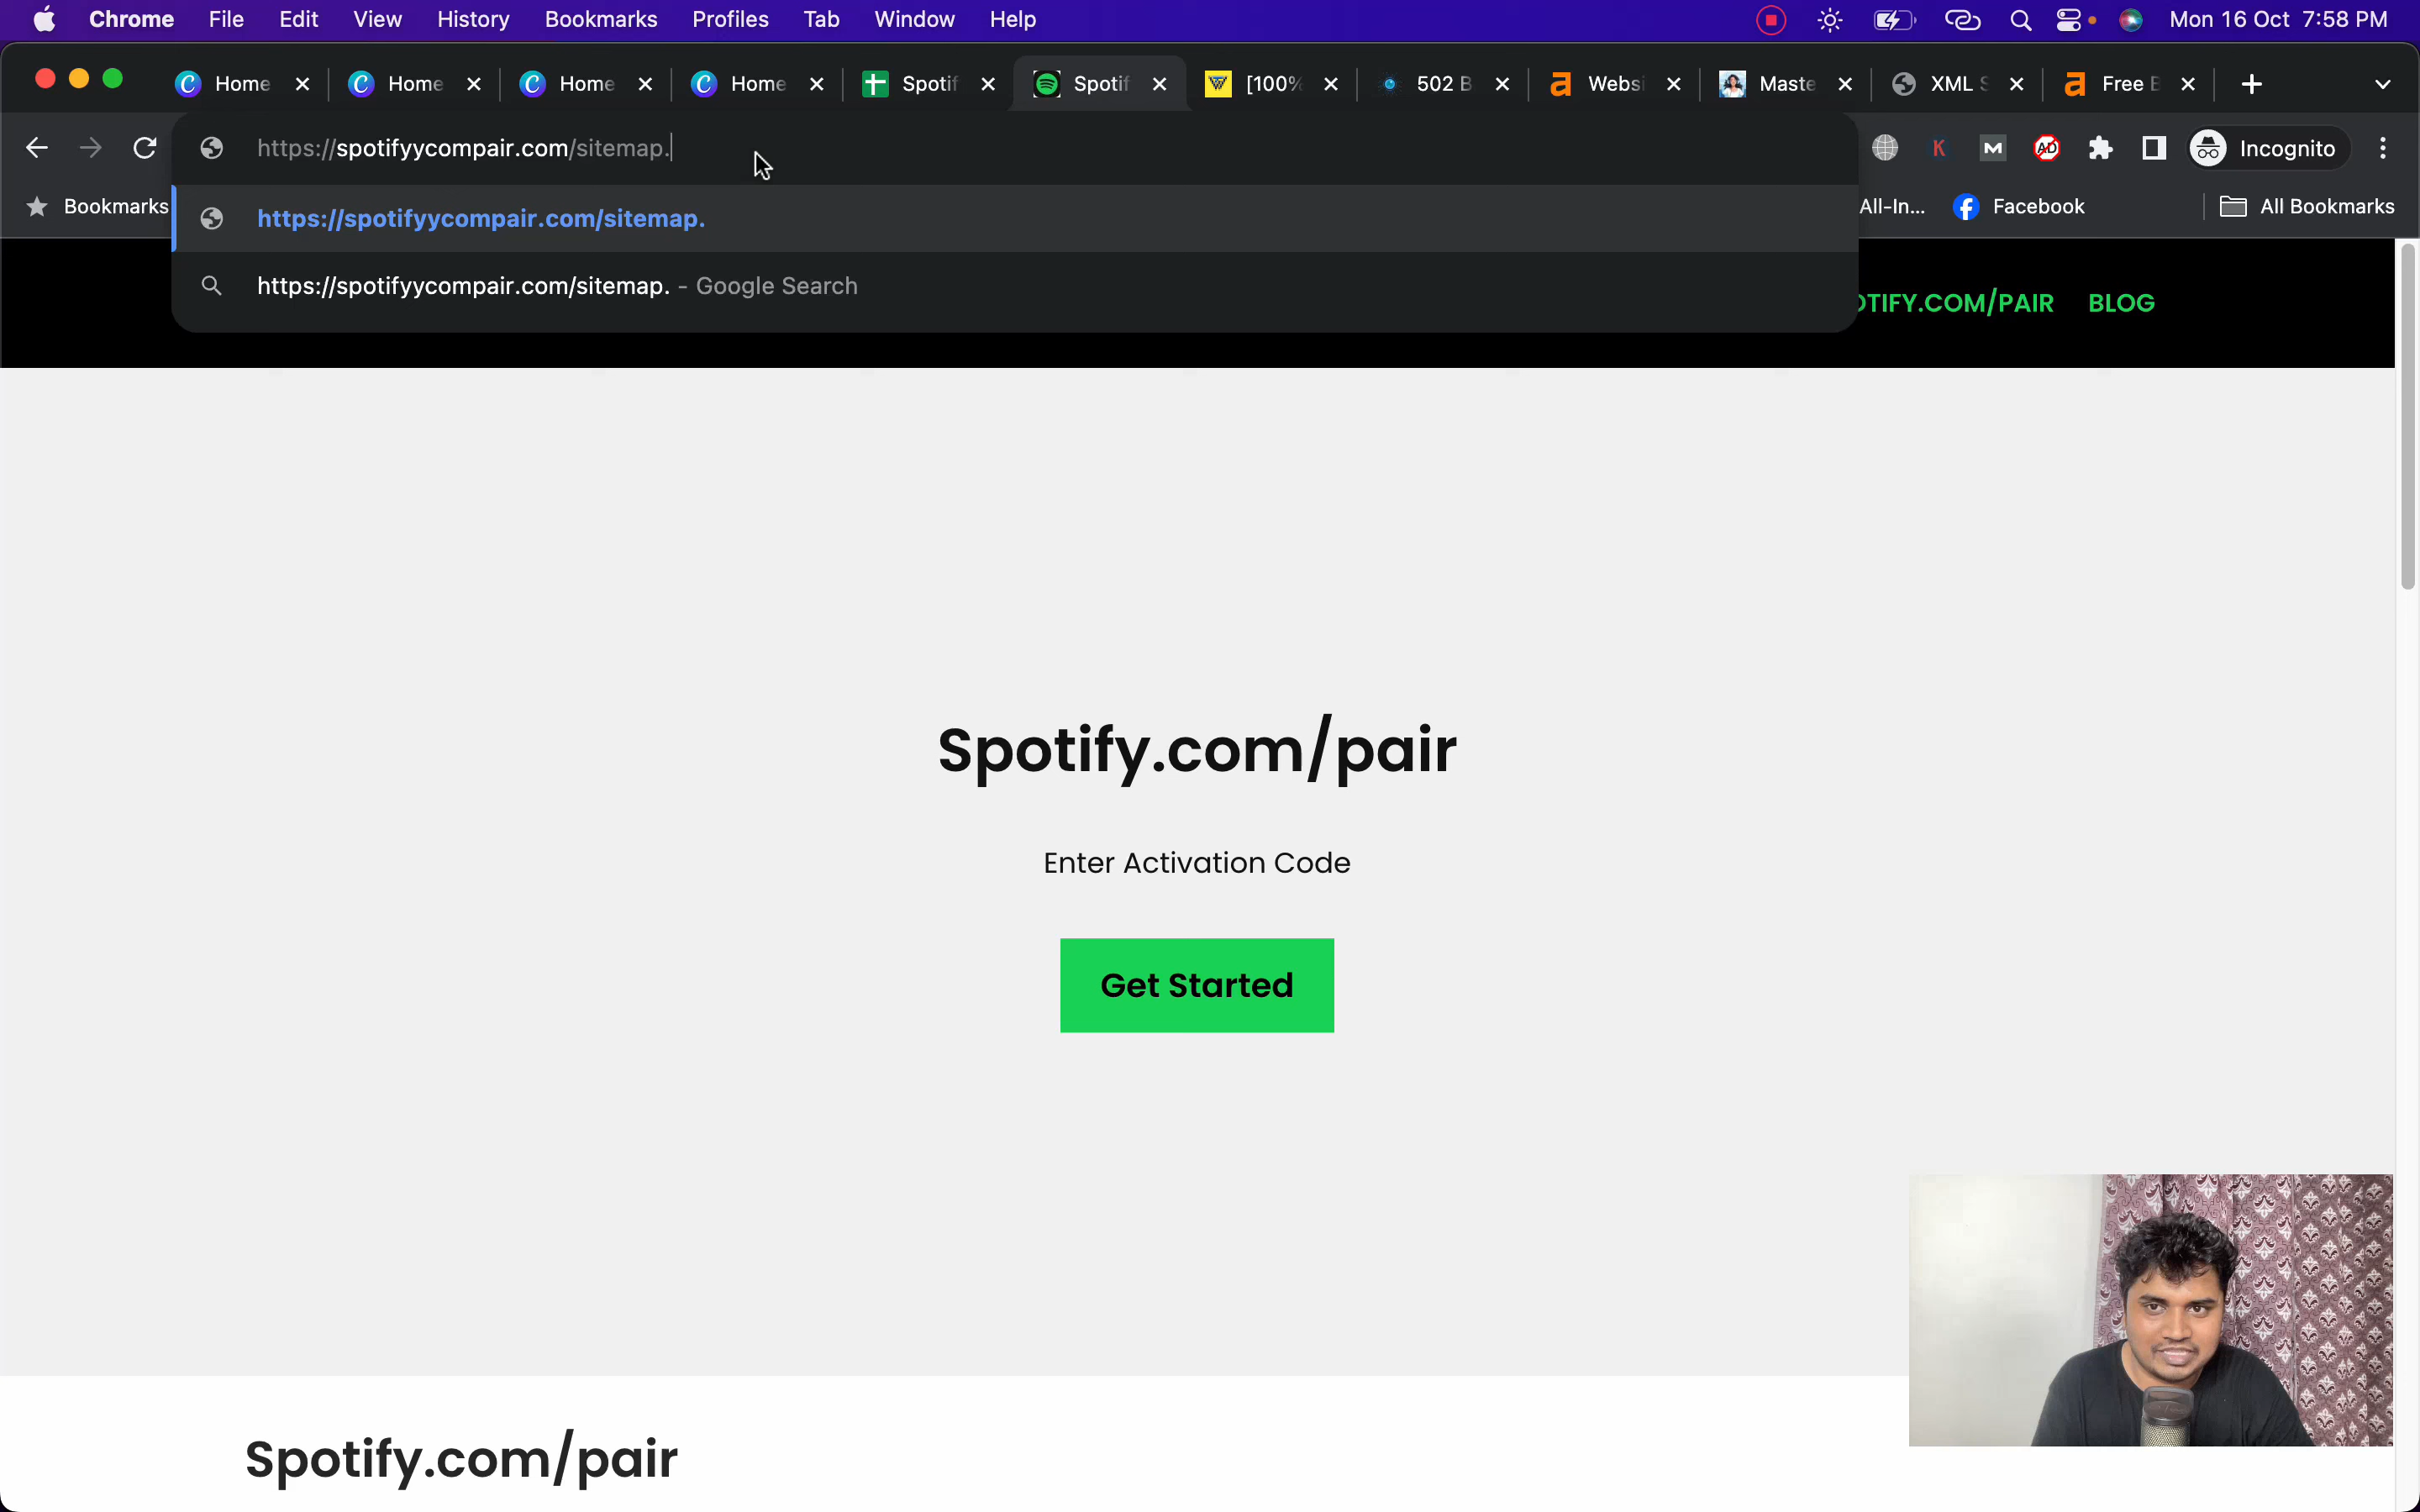 Chrome File Edit View History Bookmarks Profiles Tab Window Help Mon 16 Oct 7:58 PM
Home Home Home Home Spotif Spotif [100% 502 B Websi Maste XML S Free B
https://spotifyycompair.com/sitemap. Incognito
Bookmarks All-In... Facebook All Bookmarks
https://spotifyycompair.com/sitemap.
https://spotifyycompair.com/sitemap. - Google Search
OTIFY.COM/PAIR BLOG
Spotify.com/pair
Enter Activation Code
Get Started
Spotify.com/pair